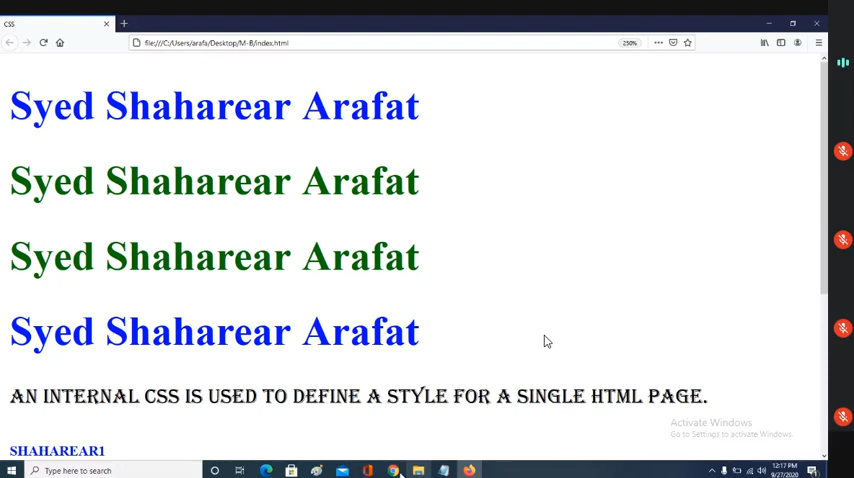 CSS
file:///C:/Users/arafa/Desktop/M-B/index.html
250%
Syed Shaharear Arafat
Syed Shaharear Arafat
Syed Shaharear Arafat
Syed Shaharear Arafat
AN INTERNAL CSS IS USED TO DEFINE A STYLE FOR A SINGLE HTML PAGE.
Activate Windows
Go to Settings to activate Windows.
SHAHAREAR1
Type here to search
12:17 PM
9/27/2020